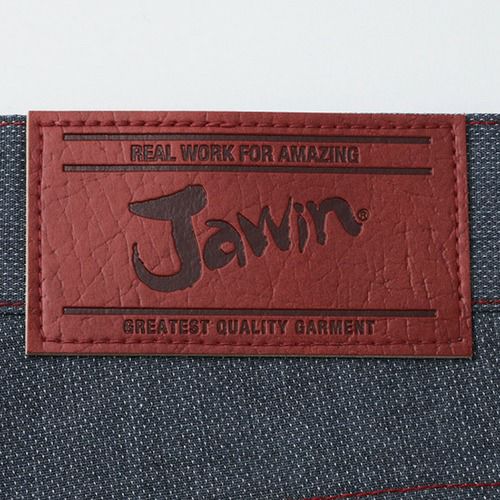 REAL WORK FOR AMAZING
Jawin®
GREATEST QUALITY GARMENT